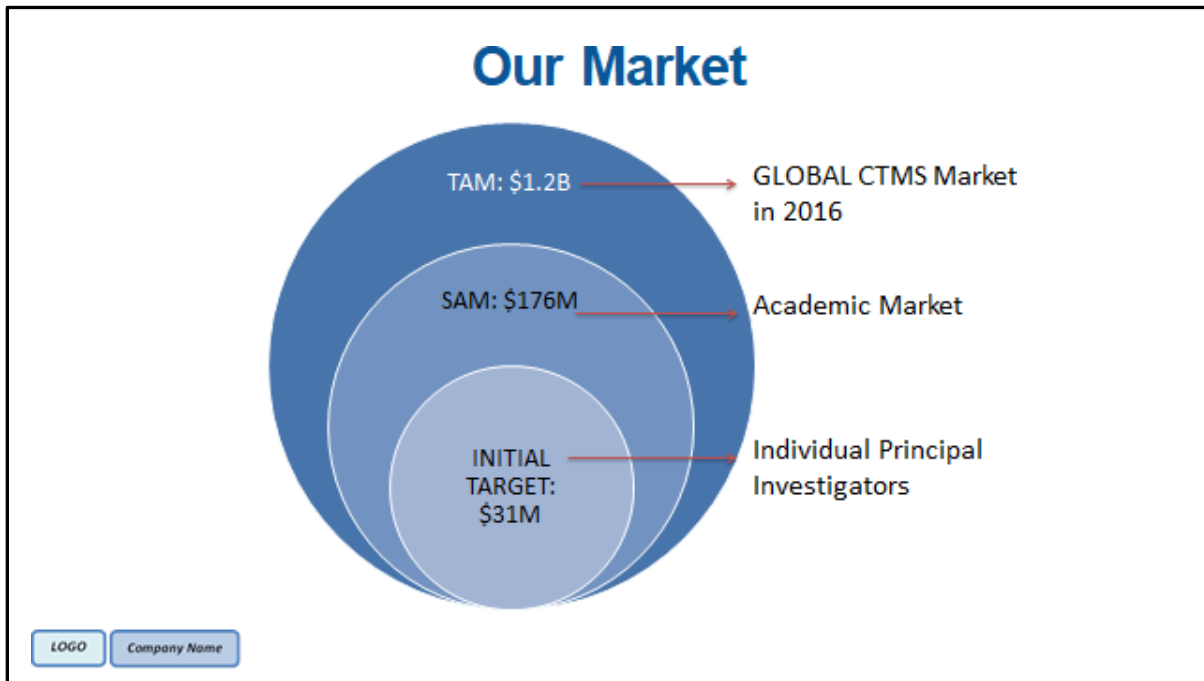 Our Market
TAM: $1.2B
GLOBAL CTMS Market
in 2016
SAM: $176M
Academic Market
INITIAL
TARGET:
$31M
Individual Principal
Investigators
LOGO
Company Name